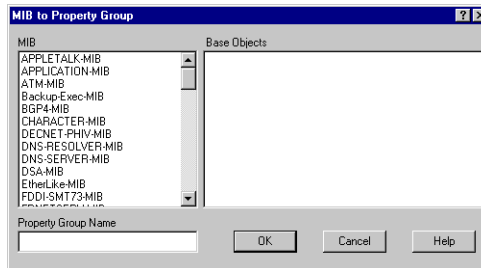 MIB to Property Group
MIB
Base Objects
APPLETALK-MIB
APPLICATION-MIB
ATM-MIB
Backup-Exec-MIB
BGP4-MIB
CHARACTER-MIB
DECNET-PHIV-MIB
DNS-RESOLVER-MIB
DNS-SERVER-MIB
DSA-MIB
EtherLike-MIB
FDDI-SMT73-MIB
Property Group Name
OK
Cancel
Help